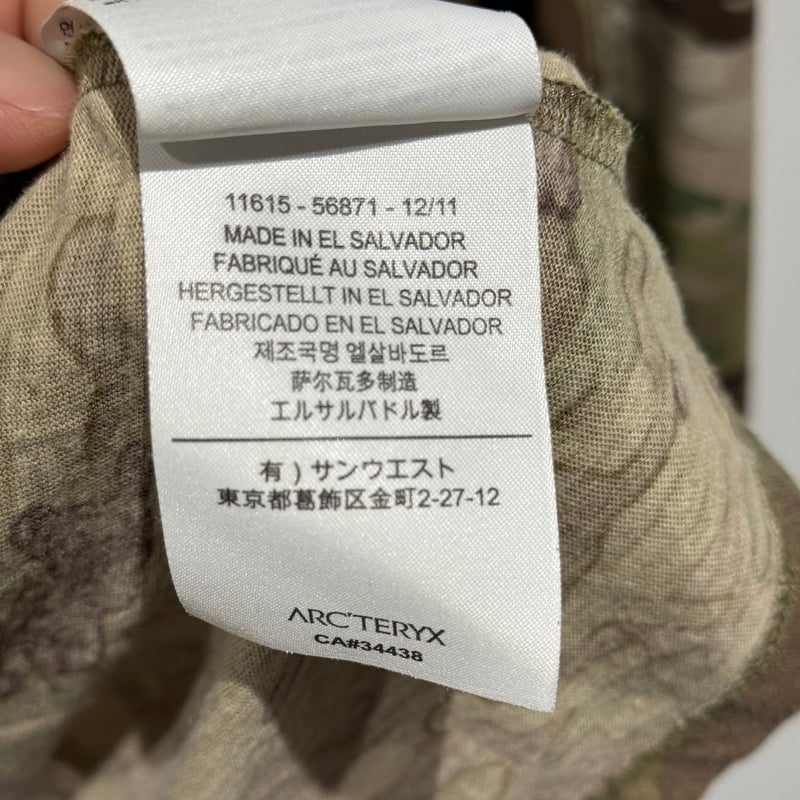 11615 - 56871 - 12/11
MADE IN EL SALVADOR
FABRIQUÉ AU SALVADOR
HERGESTELLT IN EL SALVADOR
FABRICADO EN EL SALVADOR
제조국명 엘살바도르
萨尔瓦多制造
エルサルバドル製
有）サンウエスト
東京都葛飾区金町2-27-12
ARC'TERYX
CA#34438